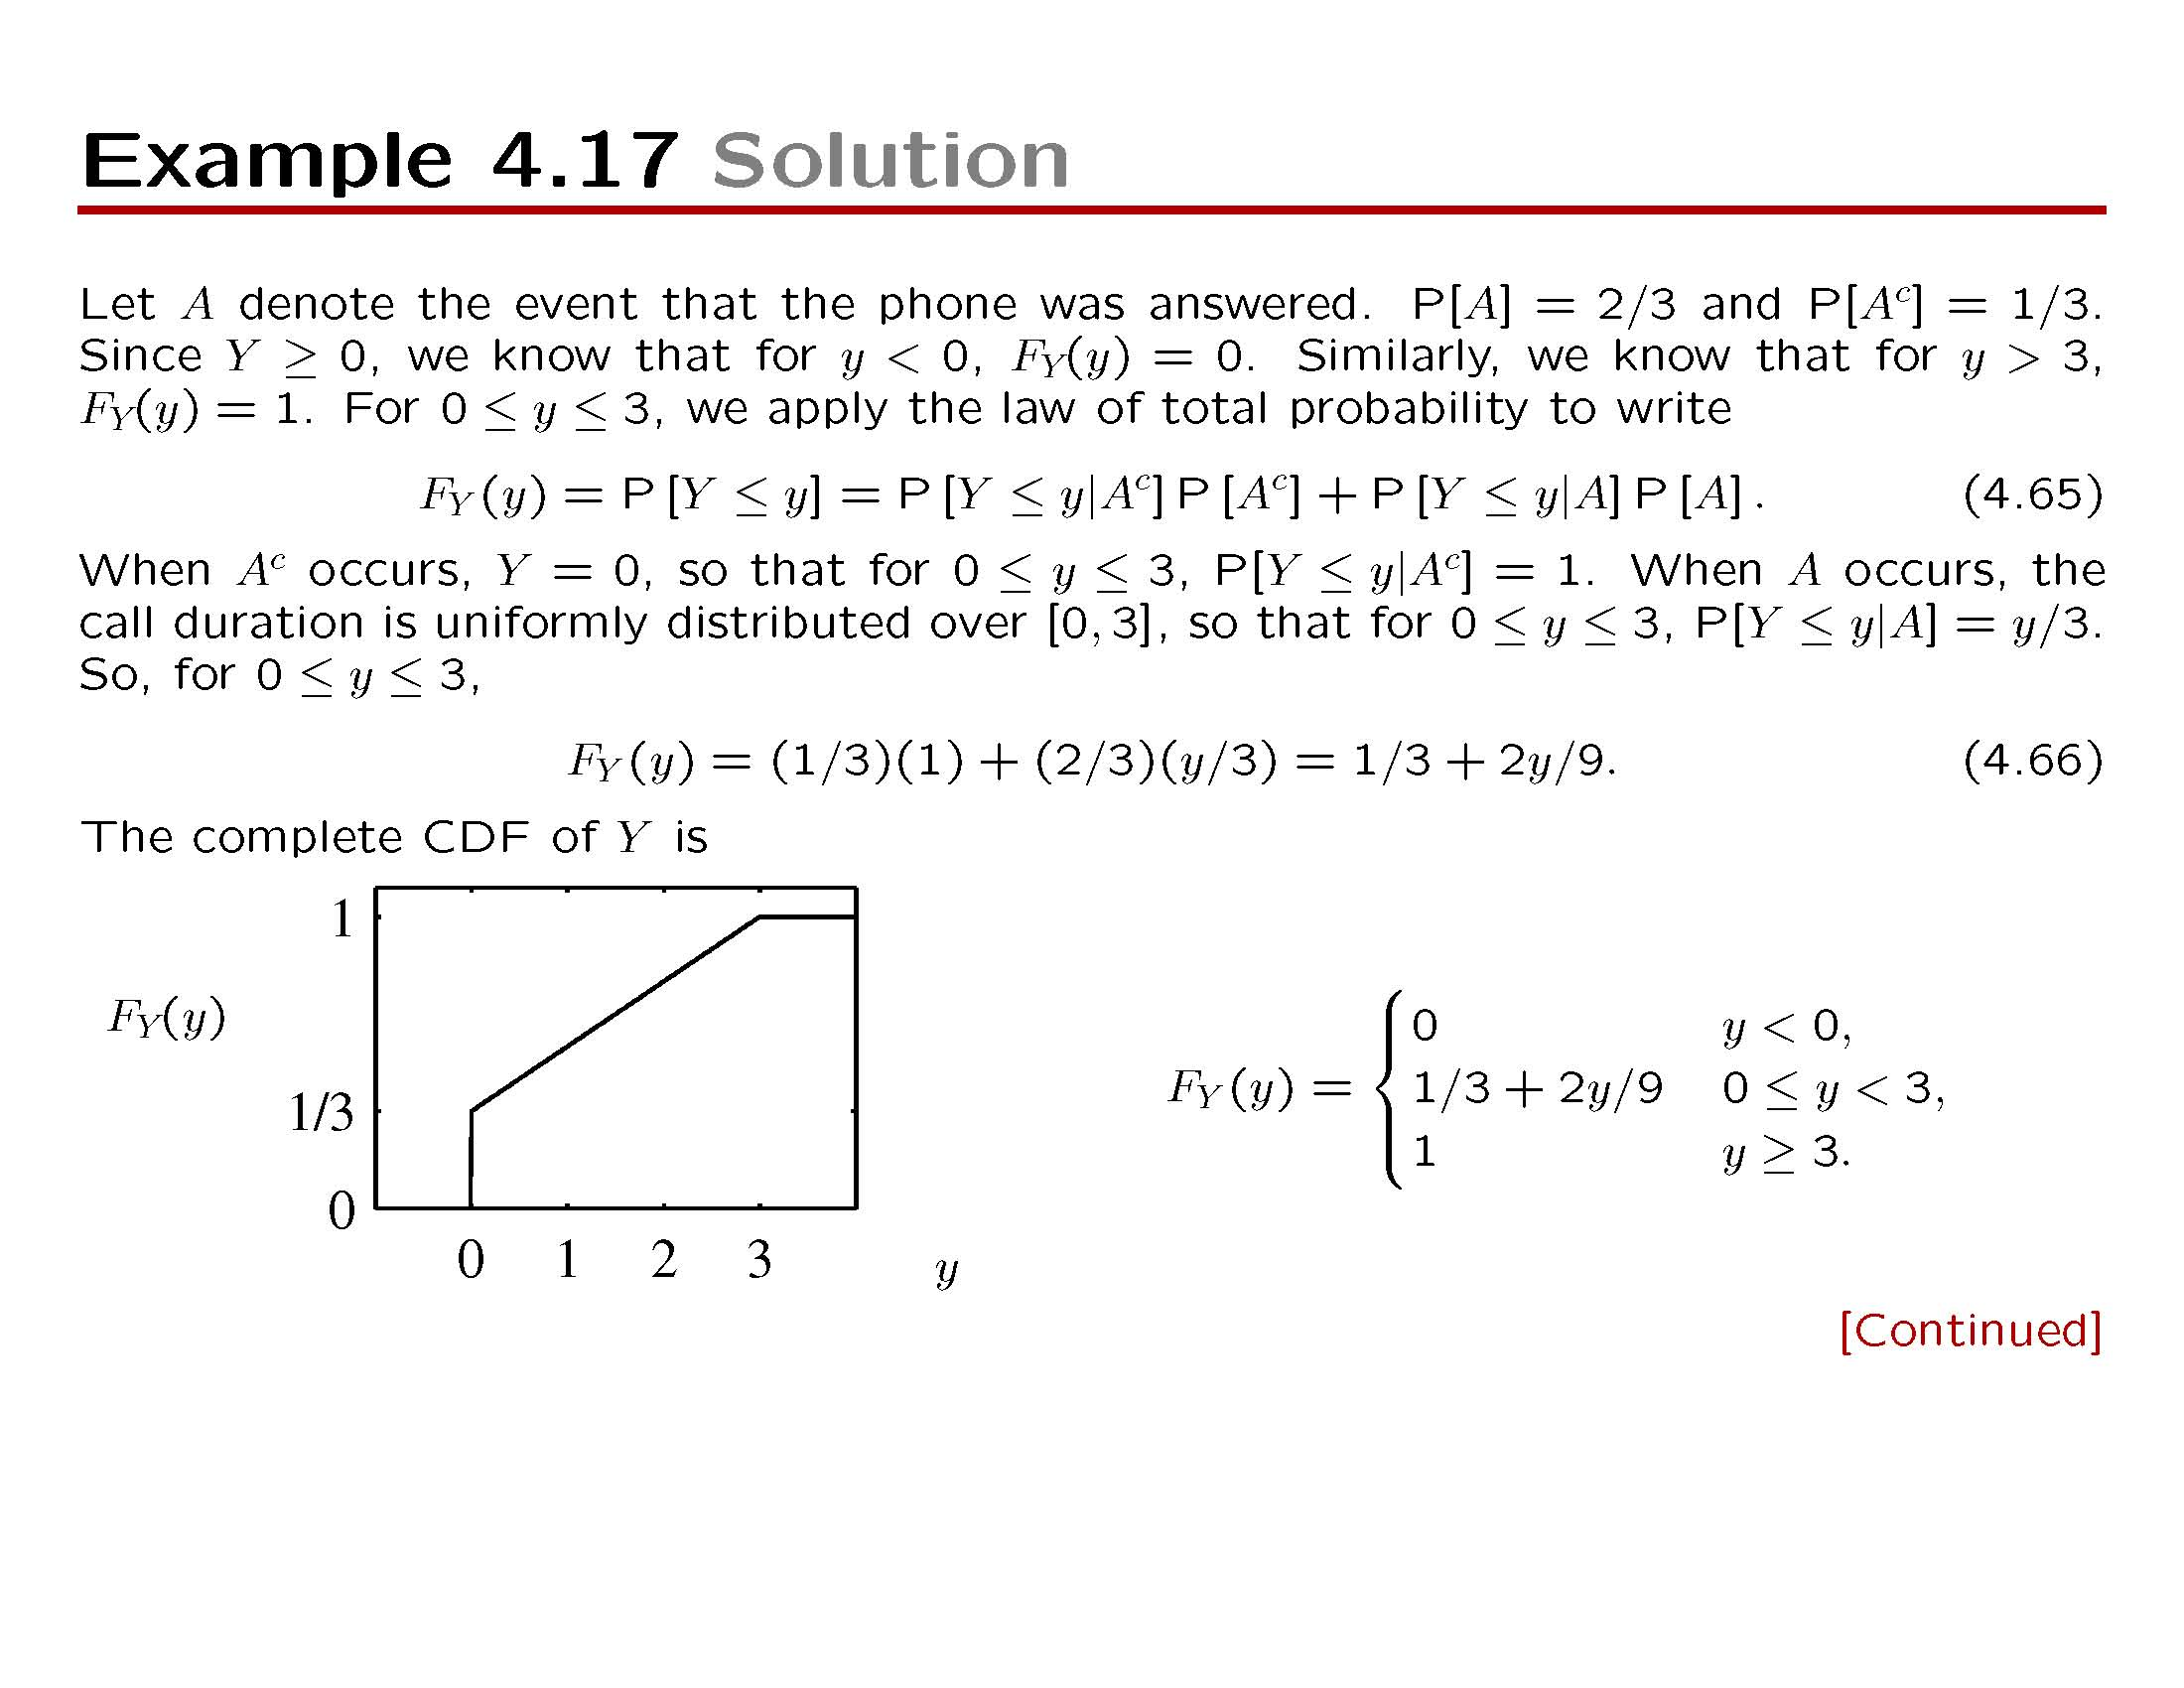 Example 4.17 Solution
Let A denote the event that the phone was answered. P[A] = 2/3 and P[Aᶜ] = 1/3.
Since Y ≥ 0, we know that for y < 0, F_Y(y) = 0. Similarly, we know that for y > 3,
F_Y(y) = 1. For 0 ≤ y ≤ 3, we apply the law of total probability to write
F_Y(y) = P [Y ≤ y] = P [Y ≤ y|Aᶜ] P [Aᶜ] + P [Y ≤ y|A] P [A] . (4.65)
When Aᶜ occurs, Y = 0, so that for 0 ≤ y ≤ 3, P[Y ≤ y|Aᶜ] = 1. When A occurs, the
call duration is uniformly distributed over [0, 3], so that for 0 ≤ y ≤ 3, P[Y ≤ y|A] = y/3.
So, for 0 ≤ y ≤ 3,
F_Y(y) = (1/3)(1) + (2/3)(y/3) = 1/3 + 2y/9. (4.66)
The complete CDF of Y is
1
F_Y(y)
1/3
0
0 1 2 3 y
F_Y(y) = {
0 y < 0,
1/3 + 2y/9 0 ≤ y < 3,
1 y ≥ 3.
[Continued]